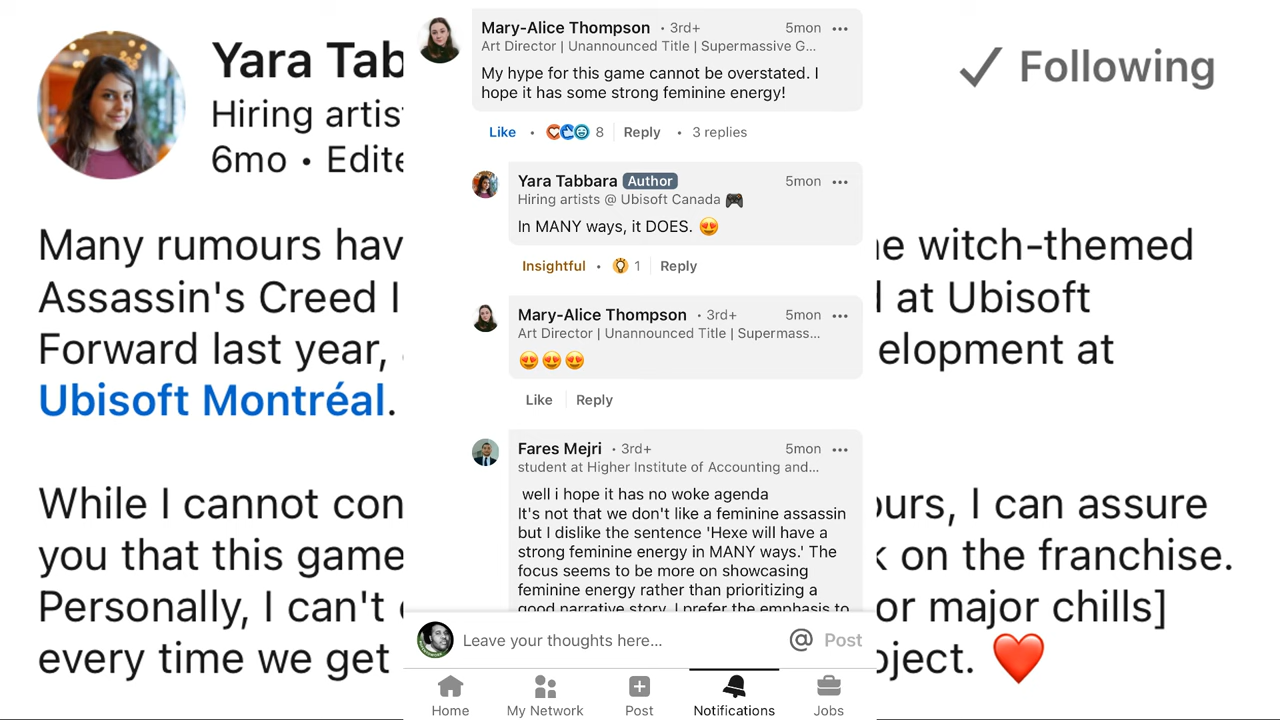 Yara Tab
Hiring artis
6mo • Edite
Following
Many rumours hav
e witch-themed
Assassin's Creed
at Ubisoft
Forward last year,
elopment at
Ubisoft Montréal.
While I cannot con
ours, I can assure
you that this game
on the franchise.
Personally, I can't
or major chills]
every time we get
oject. ❤️
Mary-Alice Thompson • 3rd+ 5mon •••
Art Director | Unannounced Title | Supermassive G...
My hype for this game cannot be overstated. I
hope it has some strong feminine energy!
Like • 8 Reply • 3 replies
Yara Tabbara Author 5mon •••
Hiring artists @ Ubisoft Canada 🎮
In MANY ways, it DOES. 😍
Insightful • 1 Reply
Mary-Alice Thompson • 3rd+ 5mon •••
Art Director | Unannounced Title | Supermass...
😍😍😍
Like Reply
Fares Mejri • 3rd+ 5mon •••
student at Higher Institute of Accounting and...
well i hope it has no woke agenda
It's not that we don't like a feminine assassin
but I dislike the sentence 'Hexe will have a
strong feminine energy in MANY ways.' The
focus seems to be more on showcasing
feminine energy rather than prioritizing a
good narrative story. I prefer the emphasis to
Leave your thoughts here... @ Post
Home My Network Post Notifications Jobs